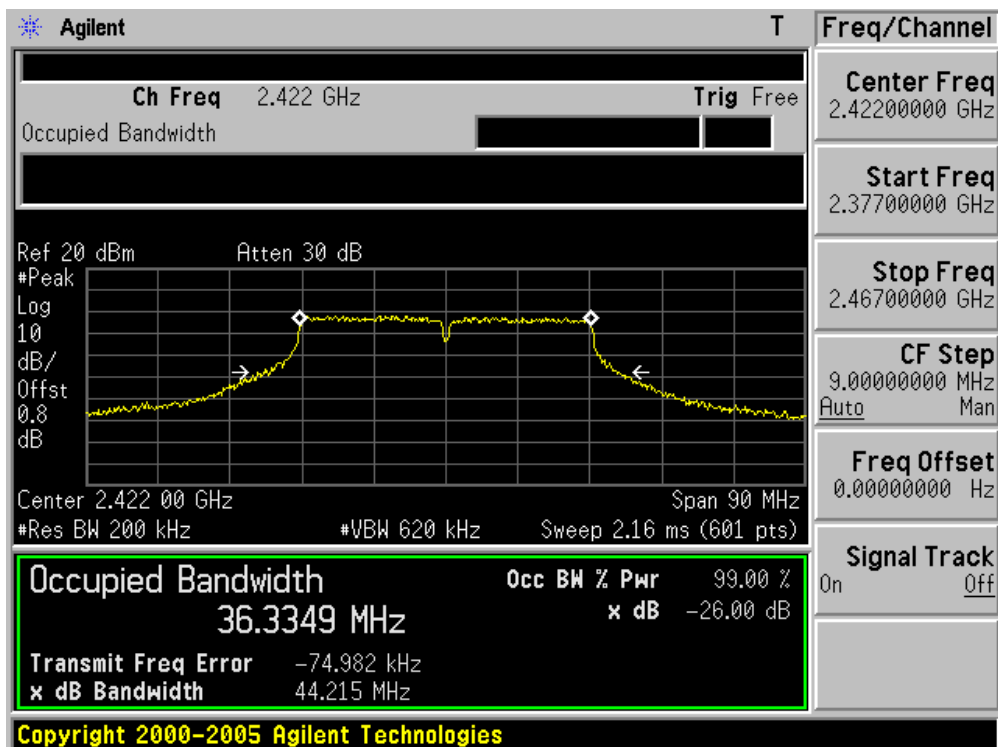 Agilent T
Freq/Channel
Ch Freq 2.422 GHz Trig Free
Occupied Bandwidth
Center Freq
2.42200000 GHz
Start Freq
2.37700000 GHz
Stop Freq
2.46700000 GHz
CF Step
9.00000000 MHz
Auto Man
Freq Offset
0.00000000 Hz
Signal Track
On Off
Ref 20 dBm Atten 30 dB
#Peak
Log
10
dB/
Offst
0.8
dB
Center 2.422 00 GHz Span 90 MHz
#Res BW 200 kHz #VBW 620 kHz Sweep 2.16 ms (601 pts)
Occupied Bandwidth Occ BW % Pwr 99.00 %
36.3349 MHz x dB -26.00 dB
Transmit Freq Error -74.982 kHz
x dB Bandwidth 44.215 MHz
Copyright 2000-2005 Agilent Technologies